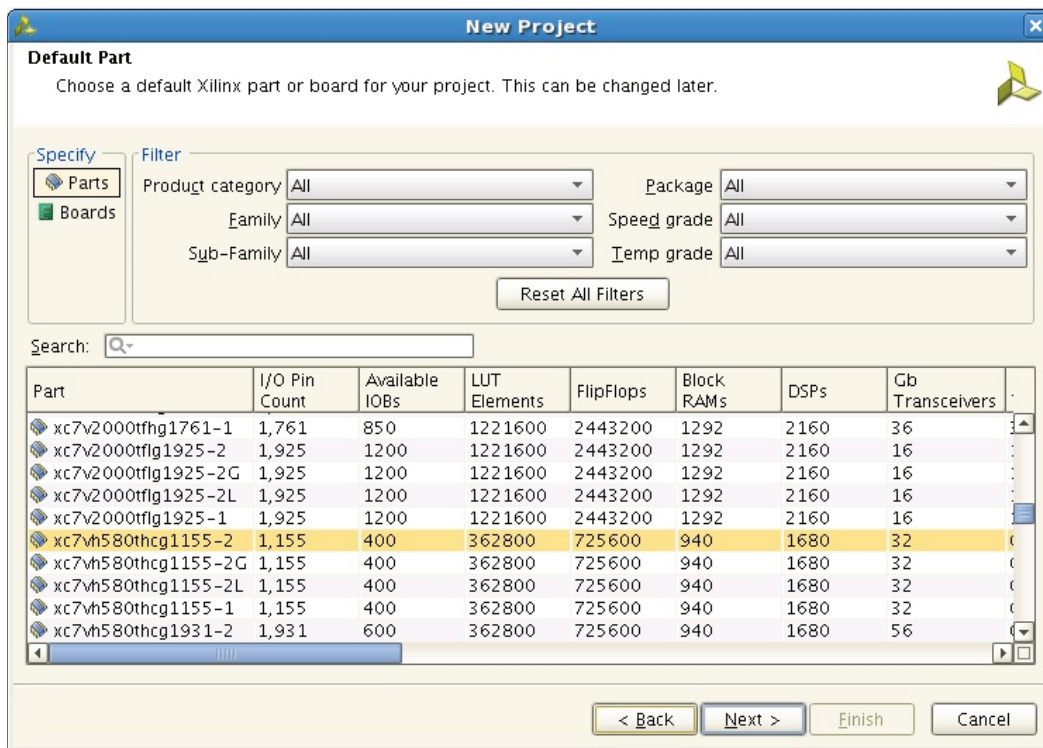 New Project
Default Part
Choose a default Xilinx part or board for your project. This can be changed later.
Specify
Parts
Boards
Filter
Product category All
Package All
Family All
Speed grade All
Sub-Family All
Temp grade All
Reset All Filters
Search:
Part I/O Pin Count Available IOBs LUT Elements FlipFlops Block RAMs DSPs Gb Transceivers
xc7v2000tfhg1761-1 1,761 850 1221600 2443200 1292 2160 36
xc7v2000tflg1925-2 1,925 1200 1221600 2443200 1292 2160 16
xc7v2000tflg1925-2G 1,925 1200 1221600 2443200 1292 2160 16
xc7v2000tflg1925-2L 1,925 1200 1221600 2443200 1292 2160 16
xc7v2000tflg1925-1 1,925 1200 1221600 2443200 1292 2160 16
xc7vh580thcg1155-2 1,155 400 362800 725600 940 1680 32
xc7vh580thcg1155-2G 1,155 400 362800 725600 940 1680 32
xc7vh580thcg1155-2L 1,155 400 362800 725600 940 1680 32
xc7vh580thcg1155-1 1,155 400 362800 725600 940 1680 32
xc7vh580thcg1931-2 1,931 600 362800 725600 940 1680 56
< Back
Next >
Finish
Cancel